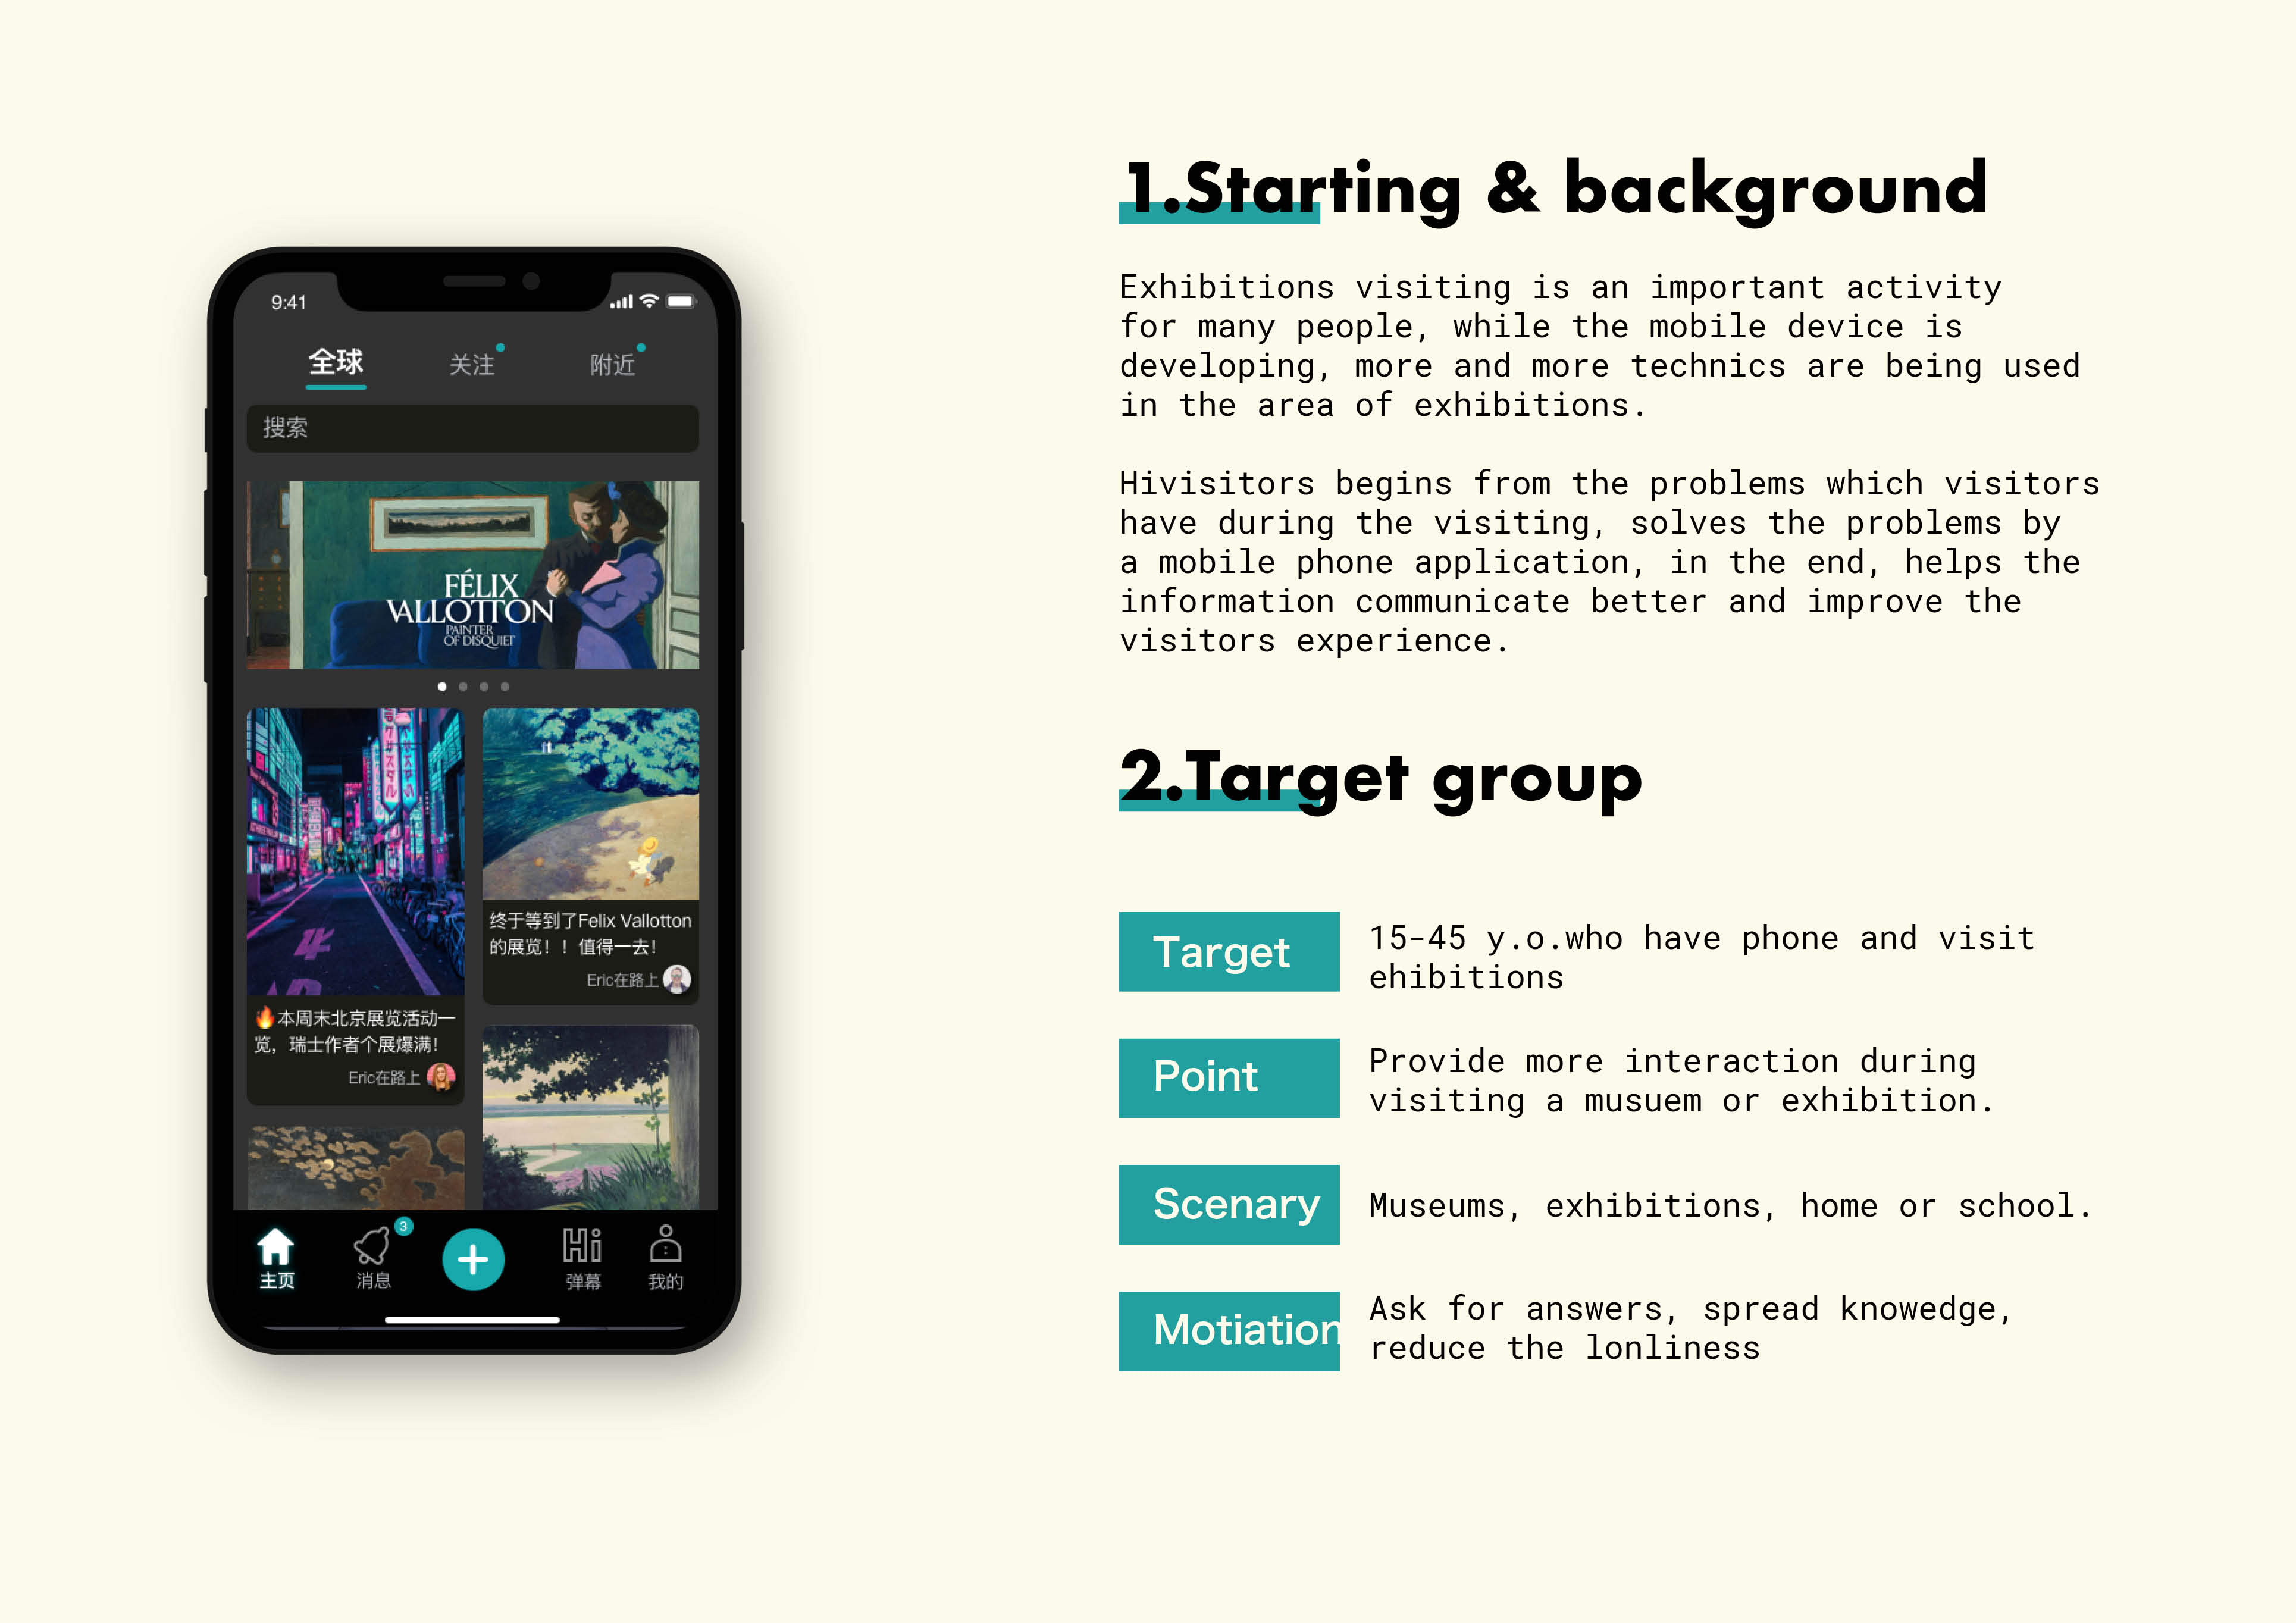 9:41
全球
关注
附近
搜索
FÉLIX
VALLOTTON
PAINTER
OF DISQUIET
终于等到了Felix Vallotton
的展览！！值得一去！
Eric在路上
🔥本周末北京展览活动一
览，瑞士作者个展爆满！
Eric在路上
主页
消息
3
Hi
弹幕
我的
1.Starting & background
Exhibitions visiting is an important activity
for many people, while the mobile device is
developing, more and more technics are being used
in the area of exhibitions.
Hivisitors begins from the problems which visitors
have during the visiting, solves the problems by
a mobile phone application, in the end, helps the
information communicate better and improve the
visitors experience.
2.Target group
Target
15-45 y.o.who have phone and visit
ehibitions
Point
Provide more interaction during
visiting a musuem or exhibition.
Scenary
Museums, exhibitions, home or school.
Motiation
Ask for answers, spread knowedge,
reduce the lonliness